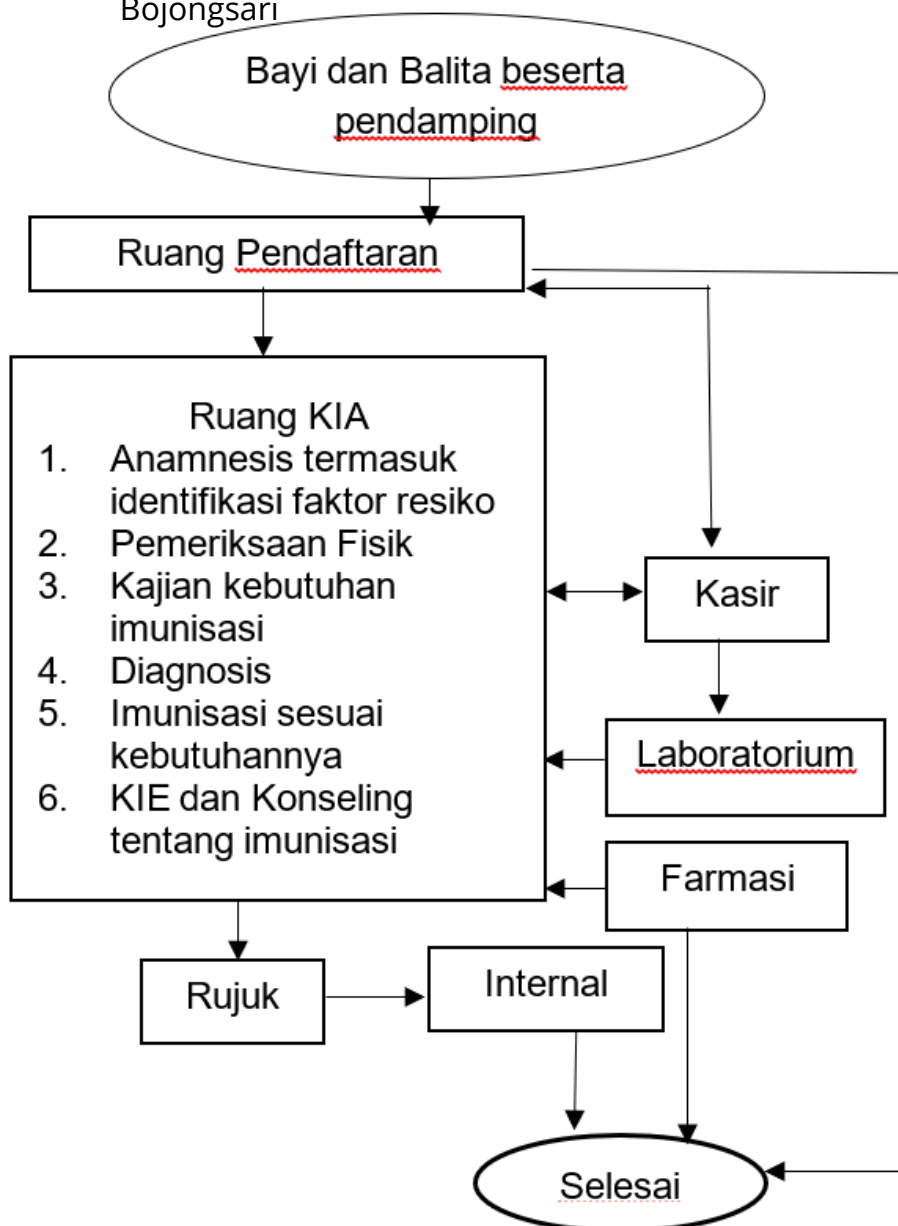 Bojongsari
Bayi dan Balita beserta
pendamping
Ruang Pendaftaran
Ruang KIA
1. Anamnesis termasuk
identifikasi faktor resiko
2. Pemeriksaan Fisik
3. Kajian kebutuhan
imunisasi
4. Diagnosis
5. Imunisasi sesuai
kebutuhannya
6. KIE dan Konseling
tentang imunisasi
Kasir
Laboratorium
Farmasi
Rujuk
Internal
Selesai